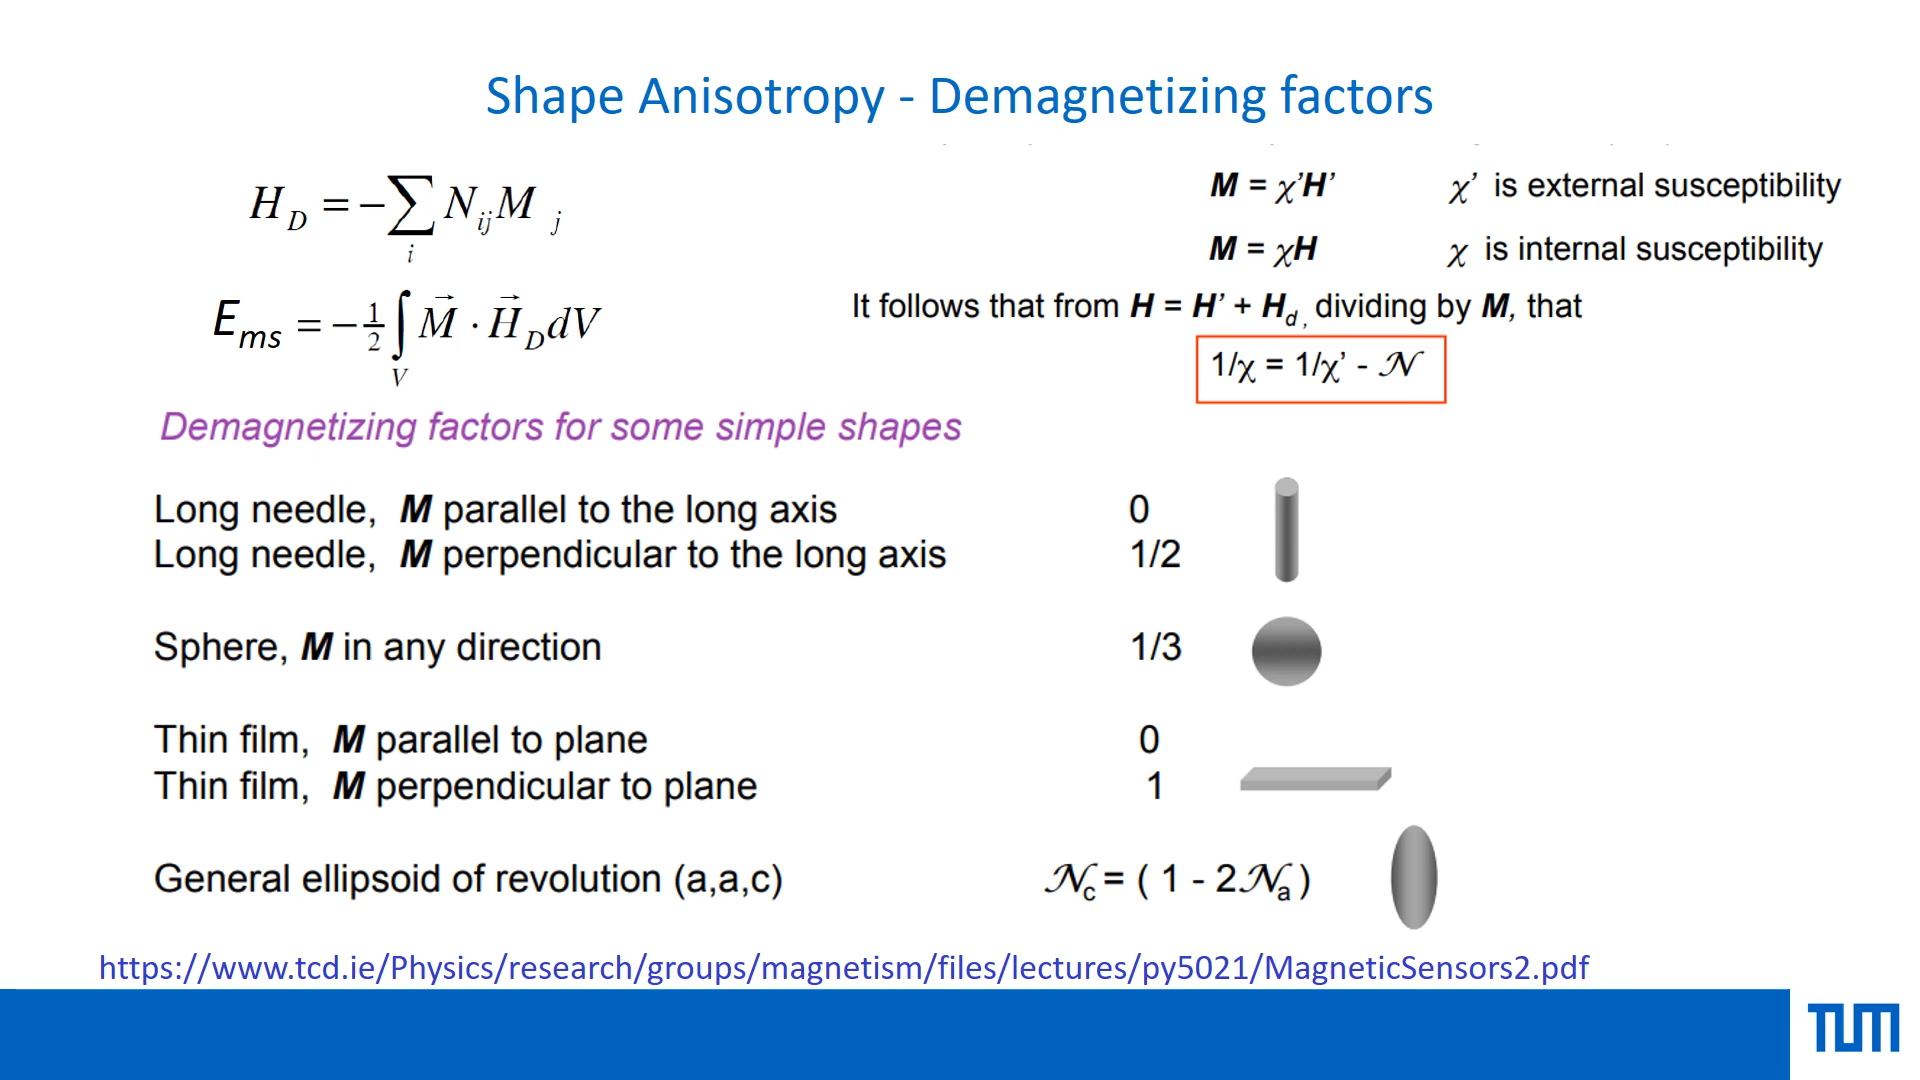 Shape Anisotropy - Demagnetizing factors
H_D = -∑_i N_ij M_j
E_ms = -½ ∫_V M⃗ · H⃗_D dV
M = χ'H' χ' is external susceptibility
M = χH χ is internal susceptibility
It follows that from H = H' + H_d , dividing by M, that
1/χ = 1/χ' - 𝒩
Demagnetizing factors for some simple shapes
Long needle, M parallel to the long axis 0
Long needle, M perpendicular to the long axis 1/2
Sphere, M in any direction 1/3
Thin film, M parallel to plane 0
Thin film, M perpendicular to plane 1
General ellipsoid of revolution (a,a,c) 𝒩_c = ( 1 - 2𝒩_a )
https://www.tcd.ie/Physics/research/groups/magnetism/files/lectures/py5021/MagneticSensors2.pdf
TUM